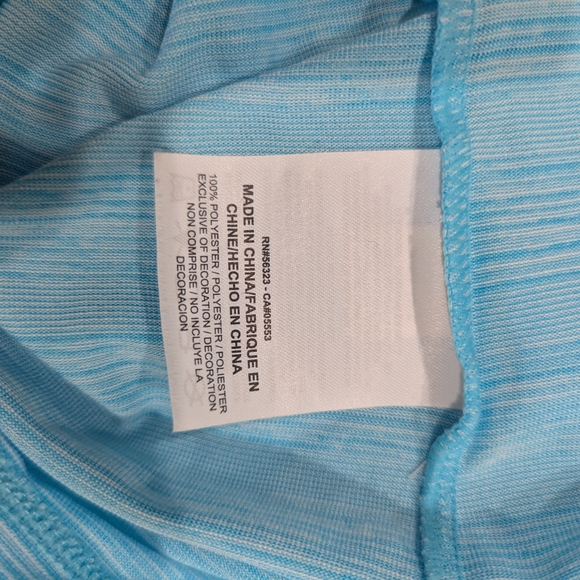 RN#56323 - CA#05553
MADE IN CHINA/FABRIQUE EN
CHINE/HECHO EN CHINA
100% POLYESTER / POLYESTER / POLIESTER
EXCLUSIVE OF DECORATION / DECORATION
NON COMPRISE / NO INCLUYE LA
DECORACION